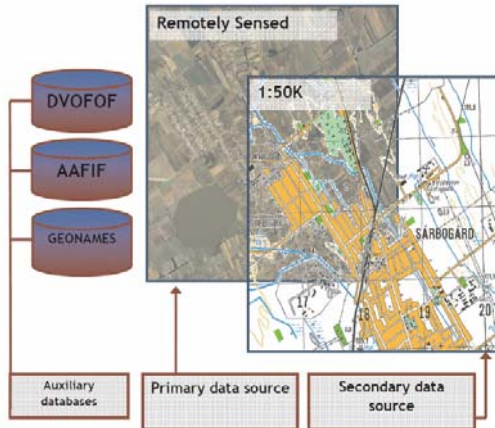 Remotely Sensed
1:50K
DVOFOF
AAFIF
GEONAMES
SÁRBOGÁRD
17
18
19
20
Auxiliary
databases
Primary data source
Secondary data
source